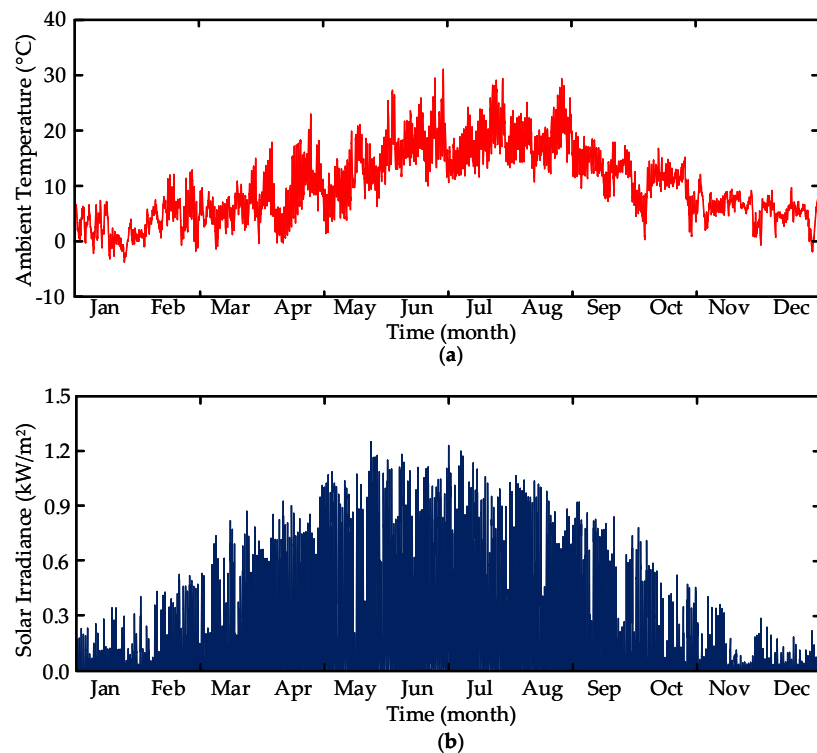 Ambient Temperature (°C)
40
30
20
10
0
-10
Jan Feb Mar Apr May Jun Jul Aug Sep Oct Nov Dec
Time (month)
(a)
Solar Irradiance (kW/m²)
1.5
1.2
0.9
0.6
0.3
0.0
Jan Feb Mar Apr May Jun Jul Aug Sep Oct Nov Dec
Time (month)
(b)